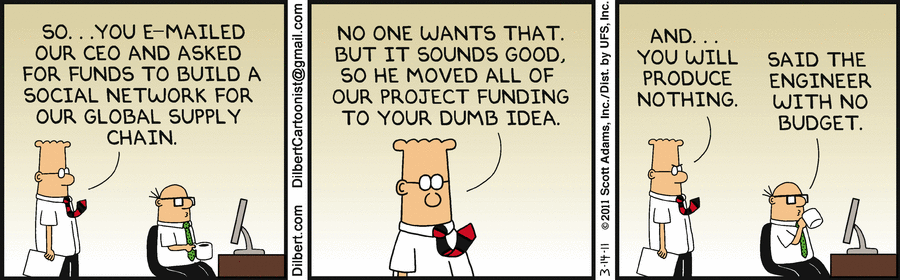 SO...YOU E-MAILED
OUR CEO AND ASKED
FOR FUNDS TO BUILD A
SOCIAL NETWORK FOR
OUR GLOBAL SUPPLY
CHAIN.
Dilbert.com DilbertCartoonist@gmail.com
NO ONE WANTS THAT.
BUT IT SOUNDS GOOD,
SO HE MOVED ALL OF
OUR PROJECT FUNDING
TO YOUR DUMB IDEA.
3-14-11 © 2011 Scott Adams, Inc./Dist. by UFS, Inc.
AND...
YOU WILL
PRODUCE
NOTHING.
SAID THE
ENGINEER
WITH NO
BUDGET.